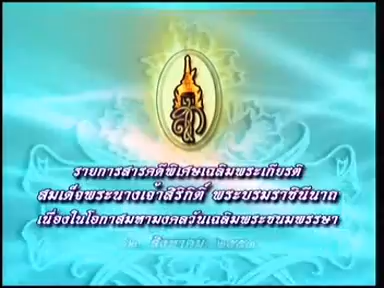 รายการสารคดีพิเศษเฉลิมพระเกียรติ
สมเด็จพระนางเจ้าสิริกิติ์ พระบรมราชินีนาถ
เนื่องในโอกาสมหามงคลวันเฉลิมพระชนมพรรษา
สิงหาคม